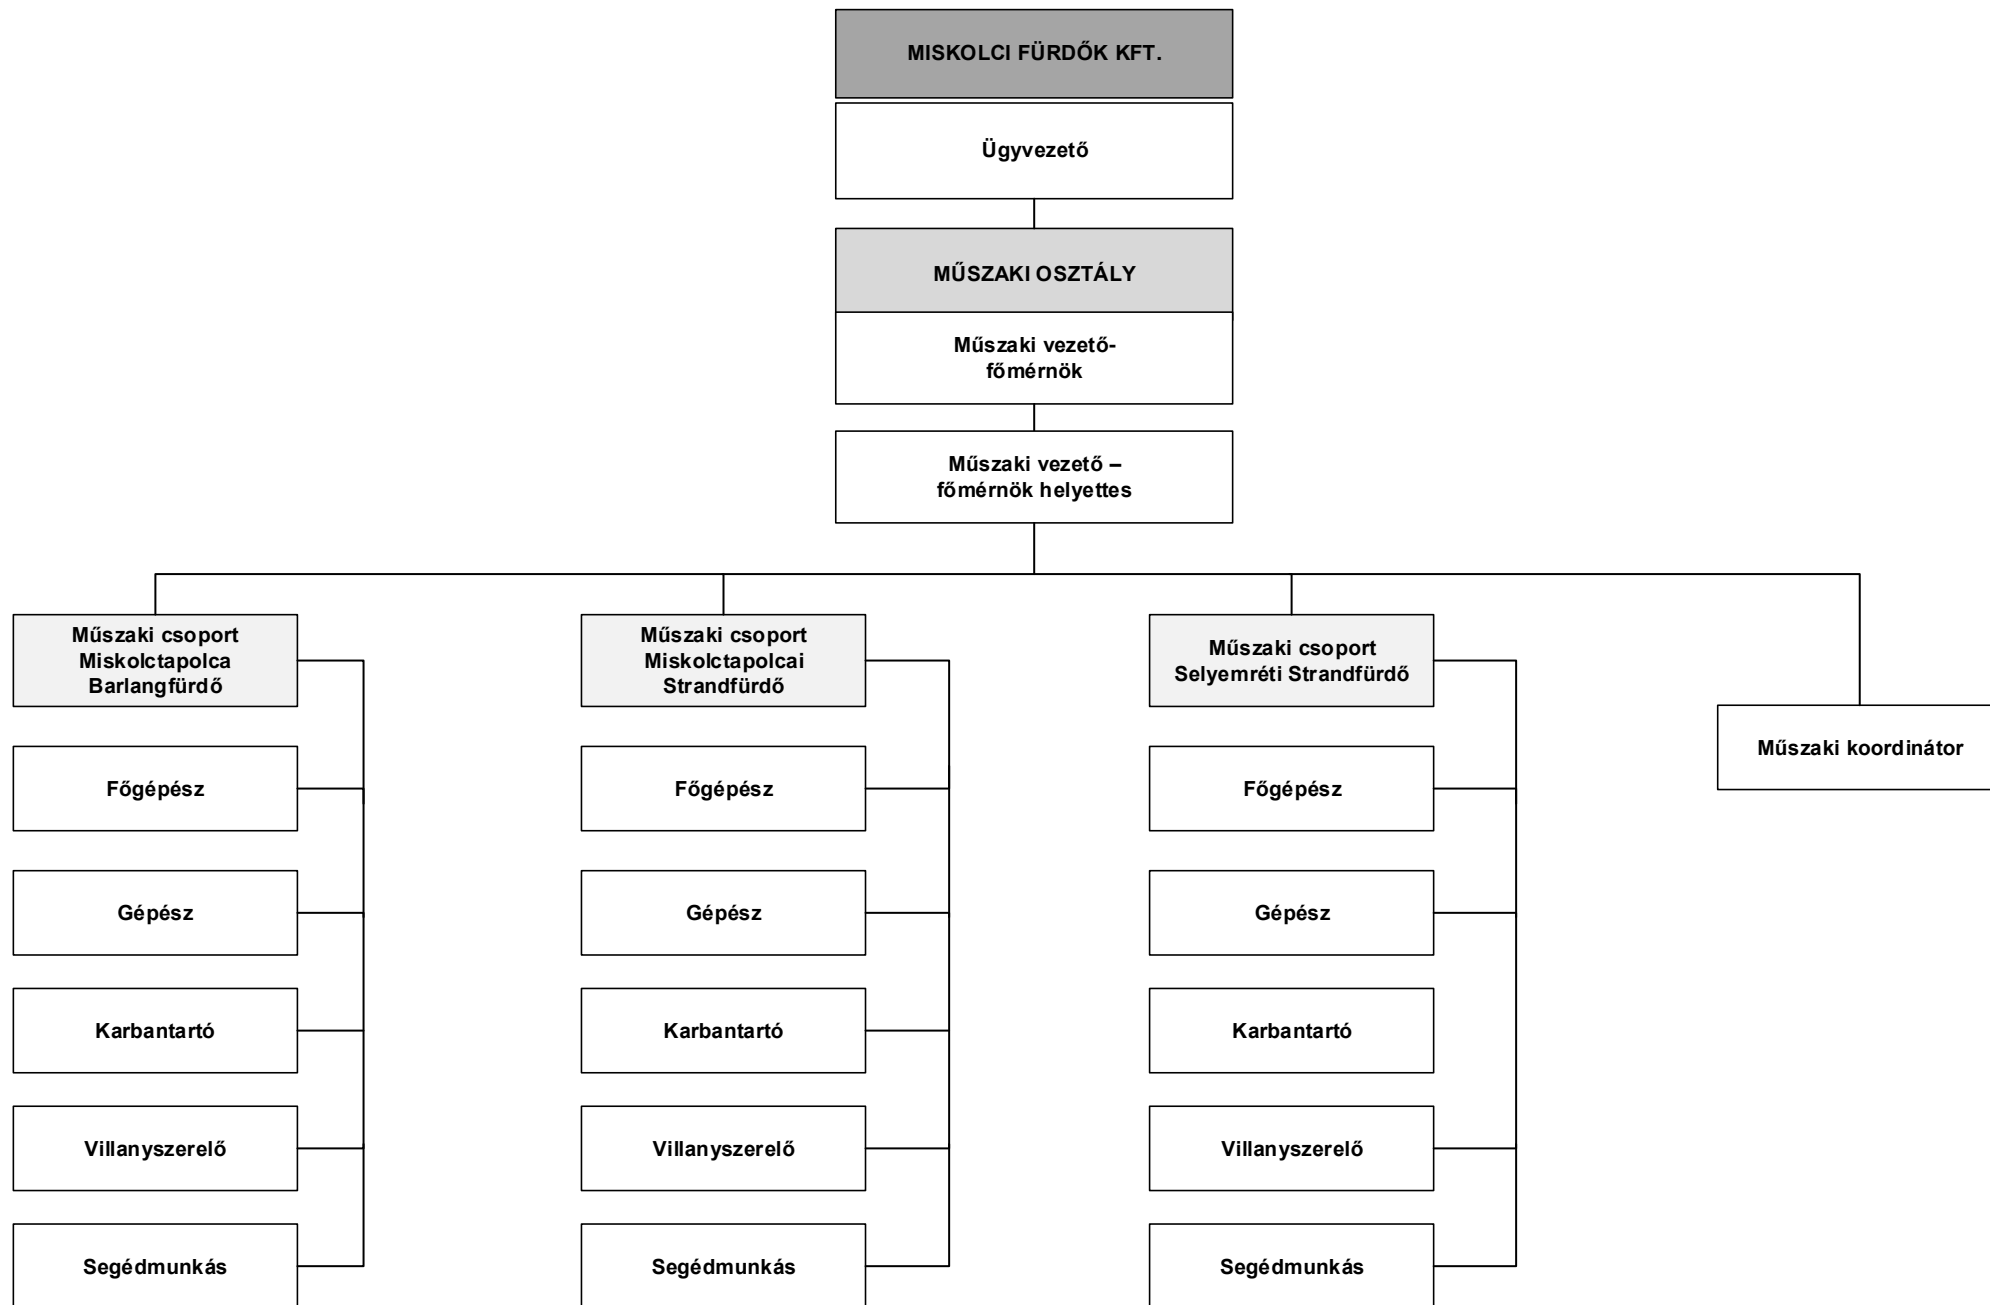 MISKOLCI FÜRDŐK KFT.
Ügyvezető
MŰSZAKI OSZTÁLY
Műszaki vezető-
főmérnök
Műszaki vezető –
főmérnök helyettes
Műszaki csoport
Miskolctapolca
Barlangfürdő
Főgépész
Gépész
Karbantartó
Villanyszerelő
Segédmunkás
Műszaki csoport
Miskolctapolcai
Strandfürdő
Főgépész
Gépész
Karbantartó
Villanyszerelő
Segédmunkás
Műszaki csoport
Selyemréti Strandfürdő
Főgépész
Gépész
Karbantartó
Villanyszerelő
Segédmunkás
Műszaki koordinátor